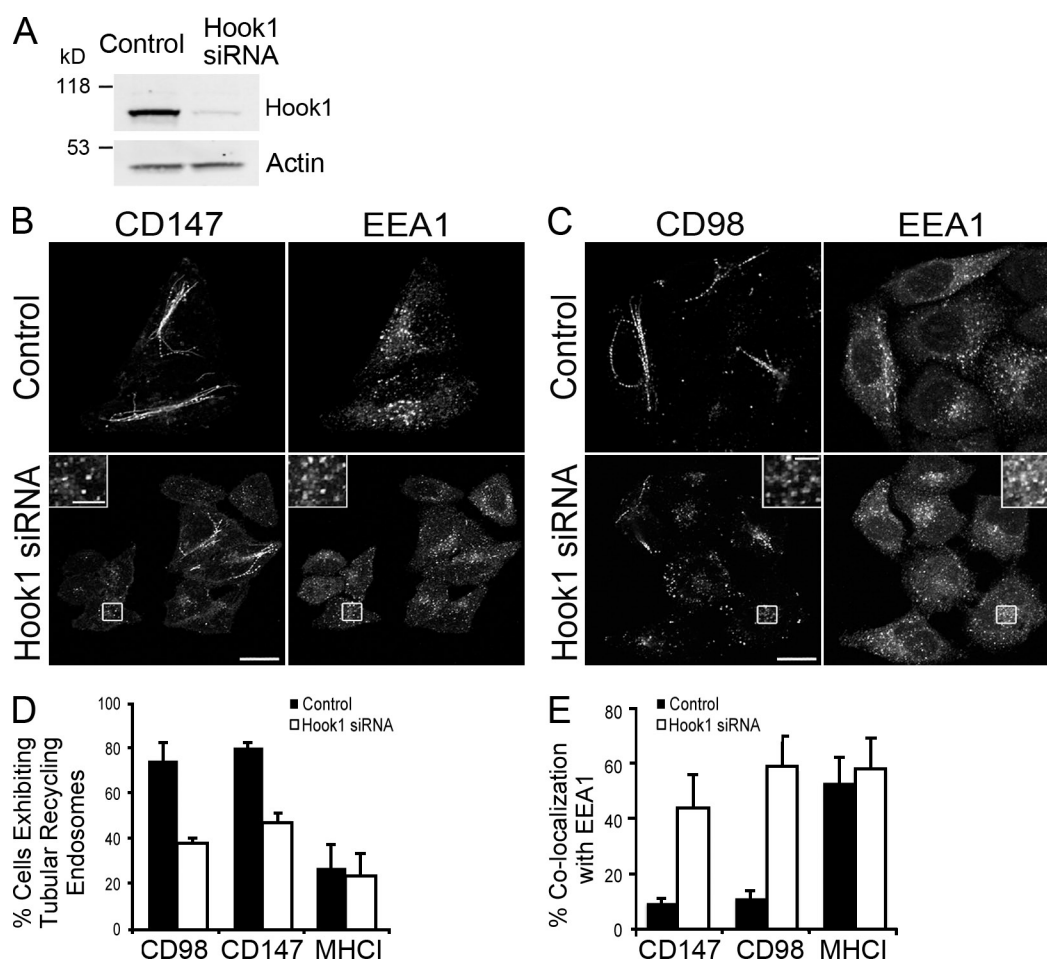 A
kD
Control
Hook1
siRNA
118
Hook1
53
Actin
B
CD147
EEA1
Control
Hook1 siRNA
C
CD98
EEA1
Control
Hook1 siRNA
D
% Cells Exhibiting
Tubular Recycling
Endosomes
100
80
60
40
20
0
Control
Hook1 siRNA
CD98
CD147
MHCI
E
% Co-localization
with EEA1
80
60
40
20
0
Control
Hook1 siRNA
CD147
CD98
MHCI